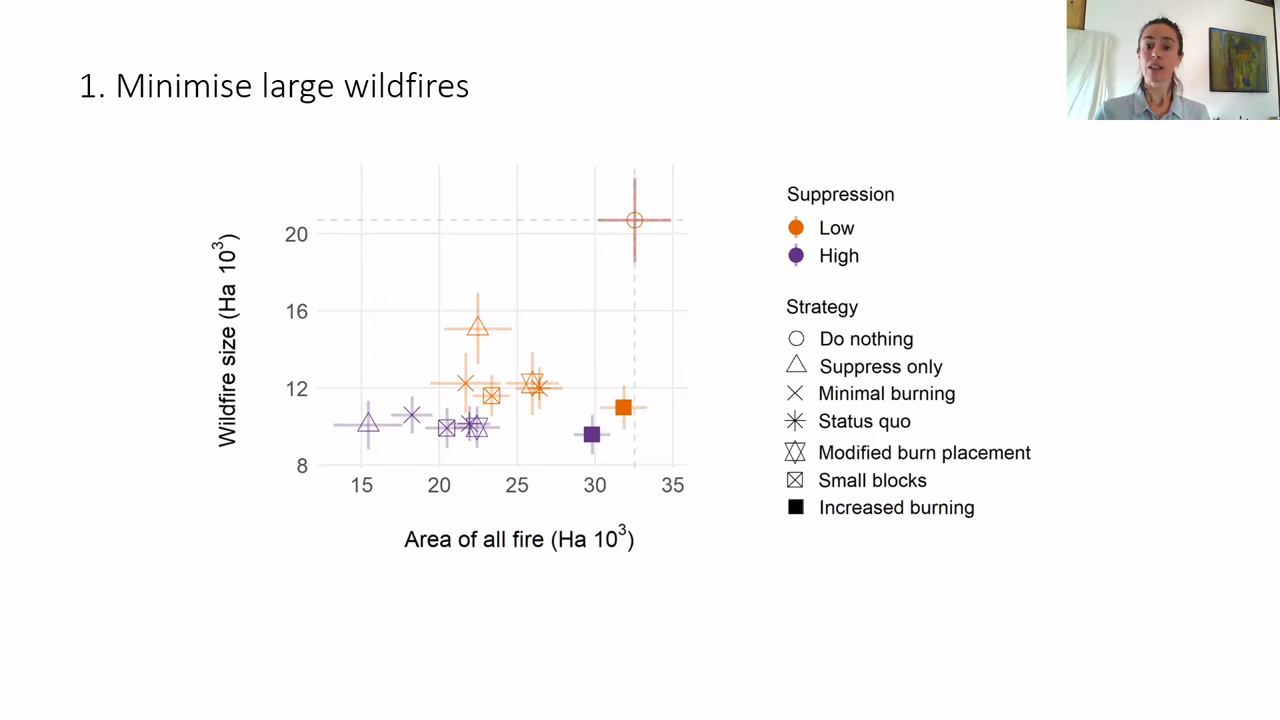 1. Minimise large wildfires
Wildfire size (Ha 10³)
20
16
12
8
15 20 25 30 35
Area of all fire (Ha 10³)
Suppression
Low
High
Strategy
Do nothing
Suppress only
Minimal burning
Status quo
Modified burn placement
Small blocks
Increased burning